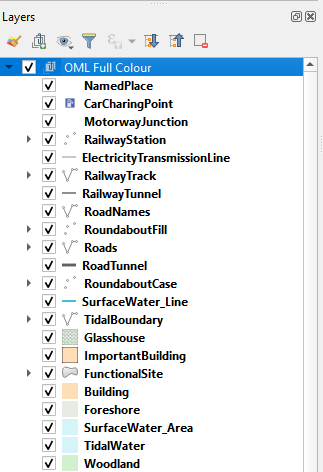 Layers
OML Full Colour
NamedPlace
CarCharingPoint
MotorwayJunction
RailwayStation
ElectricityTransmissionLine
RailwayTrack
RailwayTunnel
RoadNames
RoundaboutFill
Roads
RoadTunnel
RoundaboutCase
SurfaceWater_Line
TidalBoundary
Glasshouse
ImportantBuilding
FunctionalSite
Building
Foreshore
SurfaceWater_Area
TidalWater
Woodland